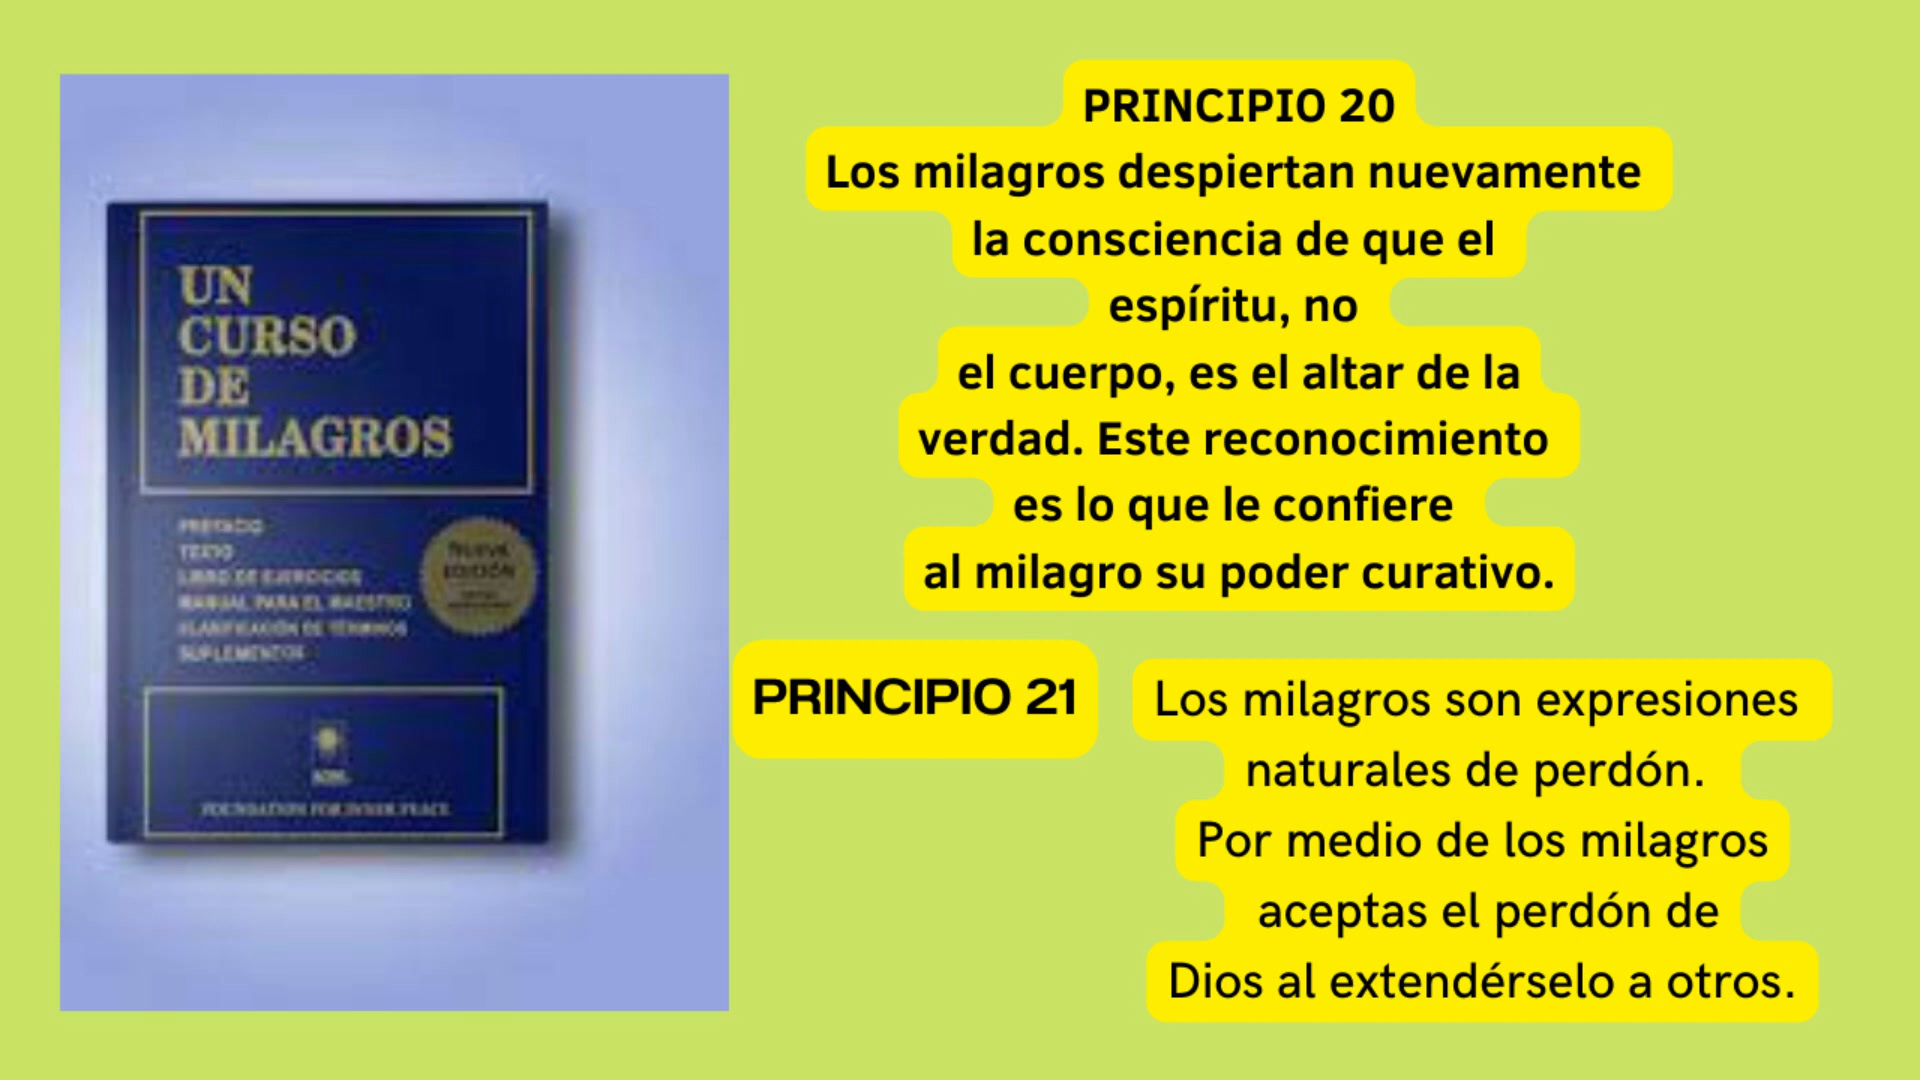 UN
CURSO
DE
MILAGROS
PREFACIO
TEXTO
LIBRO DE EJERCICIOS
MANUAL PARA EL MAESTRO
CLARIFICACIÓN DE TÉRMINOS
SUPLEMENTOS
NUEVA
EDICIÓN
FOUNDATION FOR INNER PEACE
PRINCIPIO 20
Los milagros despiertan nuevamente
la consciencia de que el
espíritu, no
el cuerpo, es el altar de la
verdad. Este reconocimiento
es lo que le confiere
al milagro su poder curativo.
PRINCIPIO 21
Los milagros son expresiones
naturales de perdón.
Por medio de los milagros
aceptas el perdón de
Dios al extendérselo a otros.